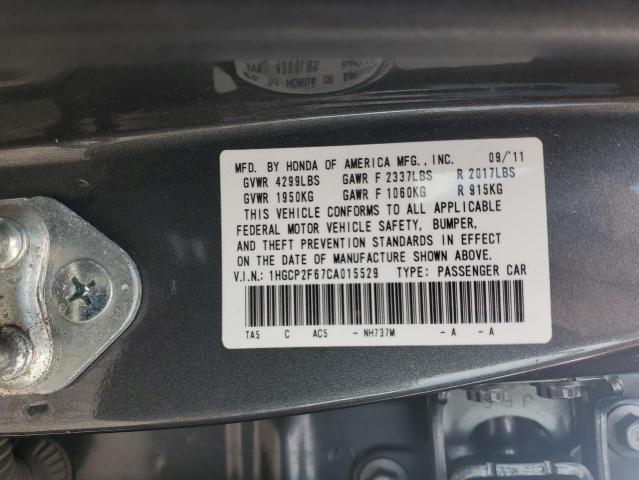 MFD. BY HONDA OF AMERICA MFG., INC. 09/'11
GVWR 4299LBS GAWR F 2337LBS R 2017LBS
GVWR 1950KG GAWR F 1060KG R 915KG
THIS VEHICLE CONFORMS TO ALL APPLICABLE
FEDERAL MOTOR VEHICLE SAFETY, BUMPER,
AND THEFT PREVENTION STANDARDS IN EFFECT
ON THE DATE OF MANUFACTURE SHOWN ABOVE.
V.I.N.: 1HGCP2F67CA015529 TYPE: PASSENGER CAR
TA5 C AC5 - NH737M - A - A